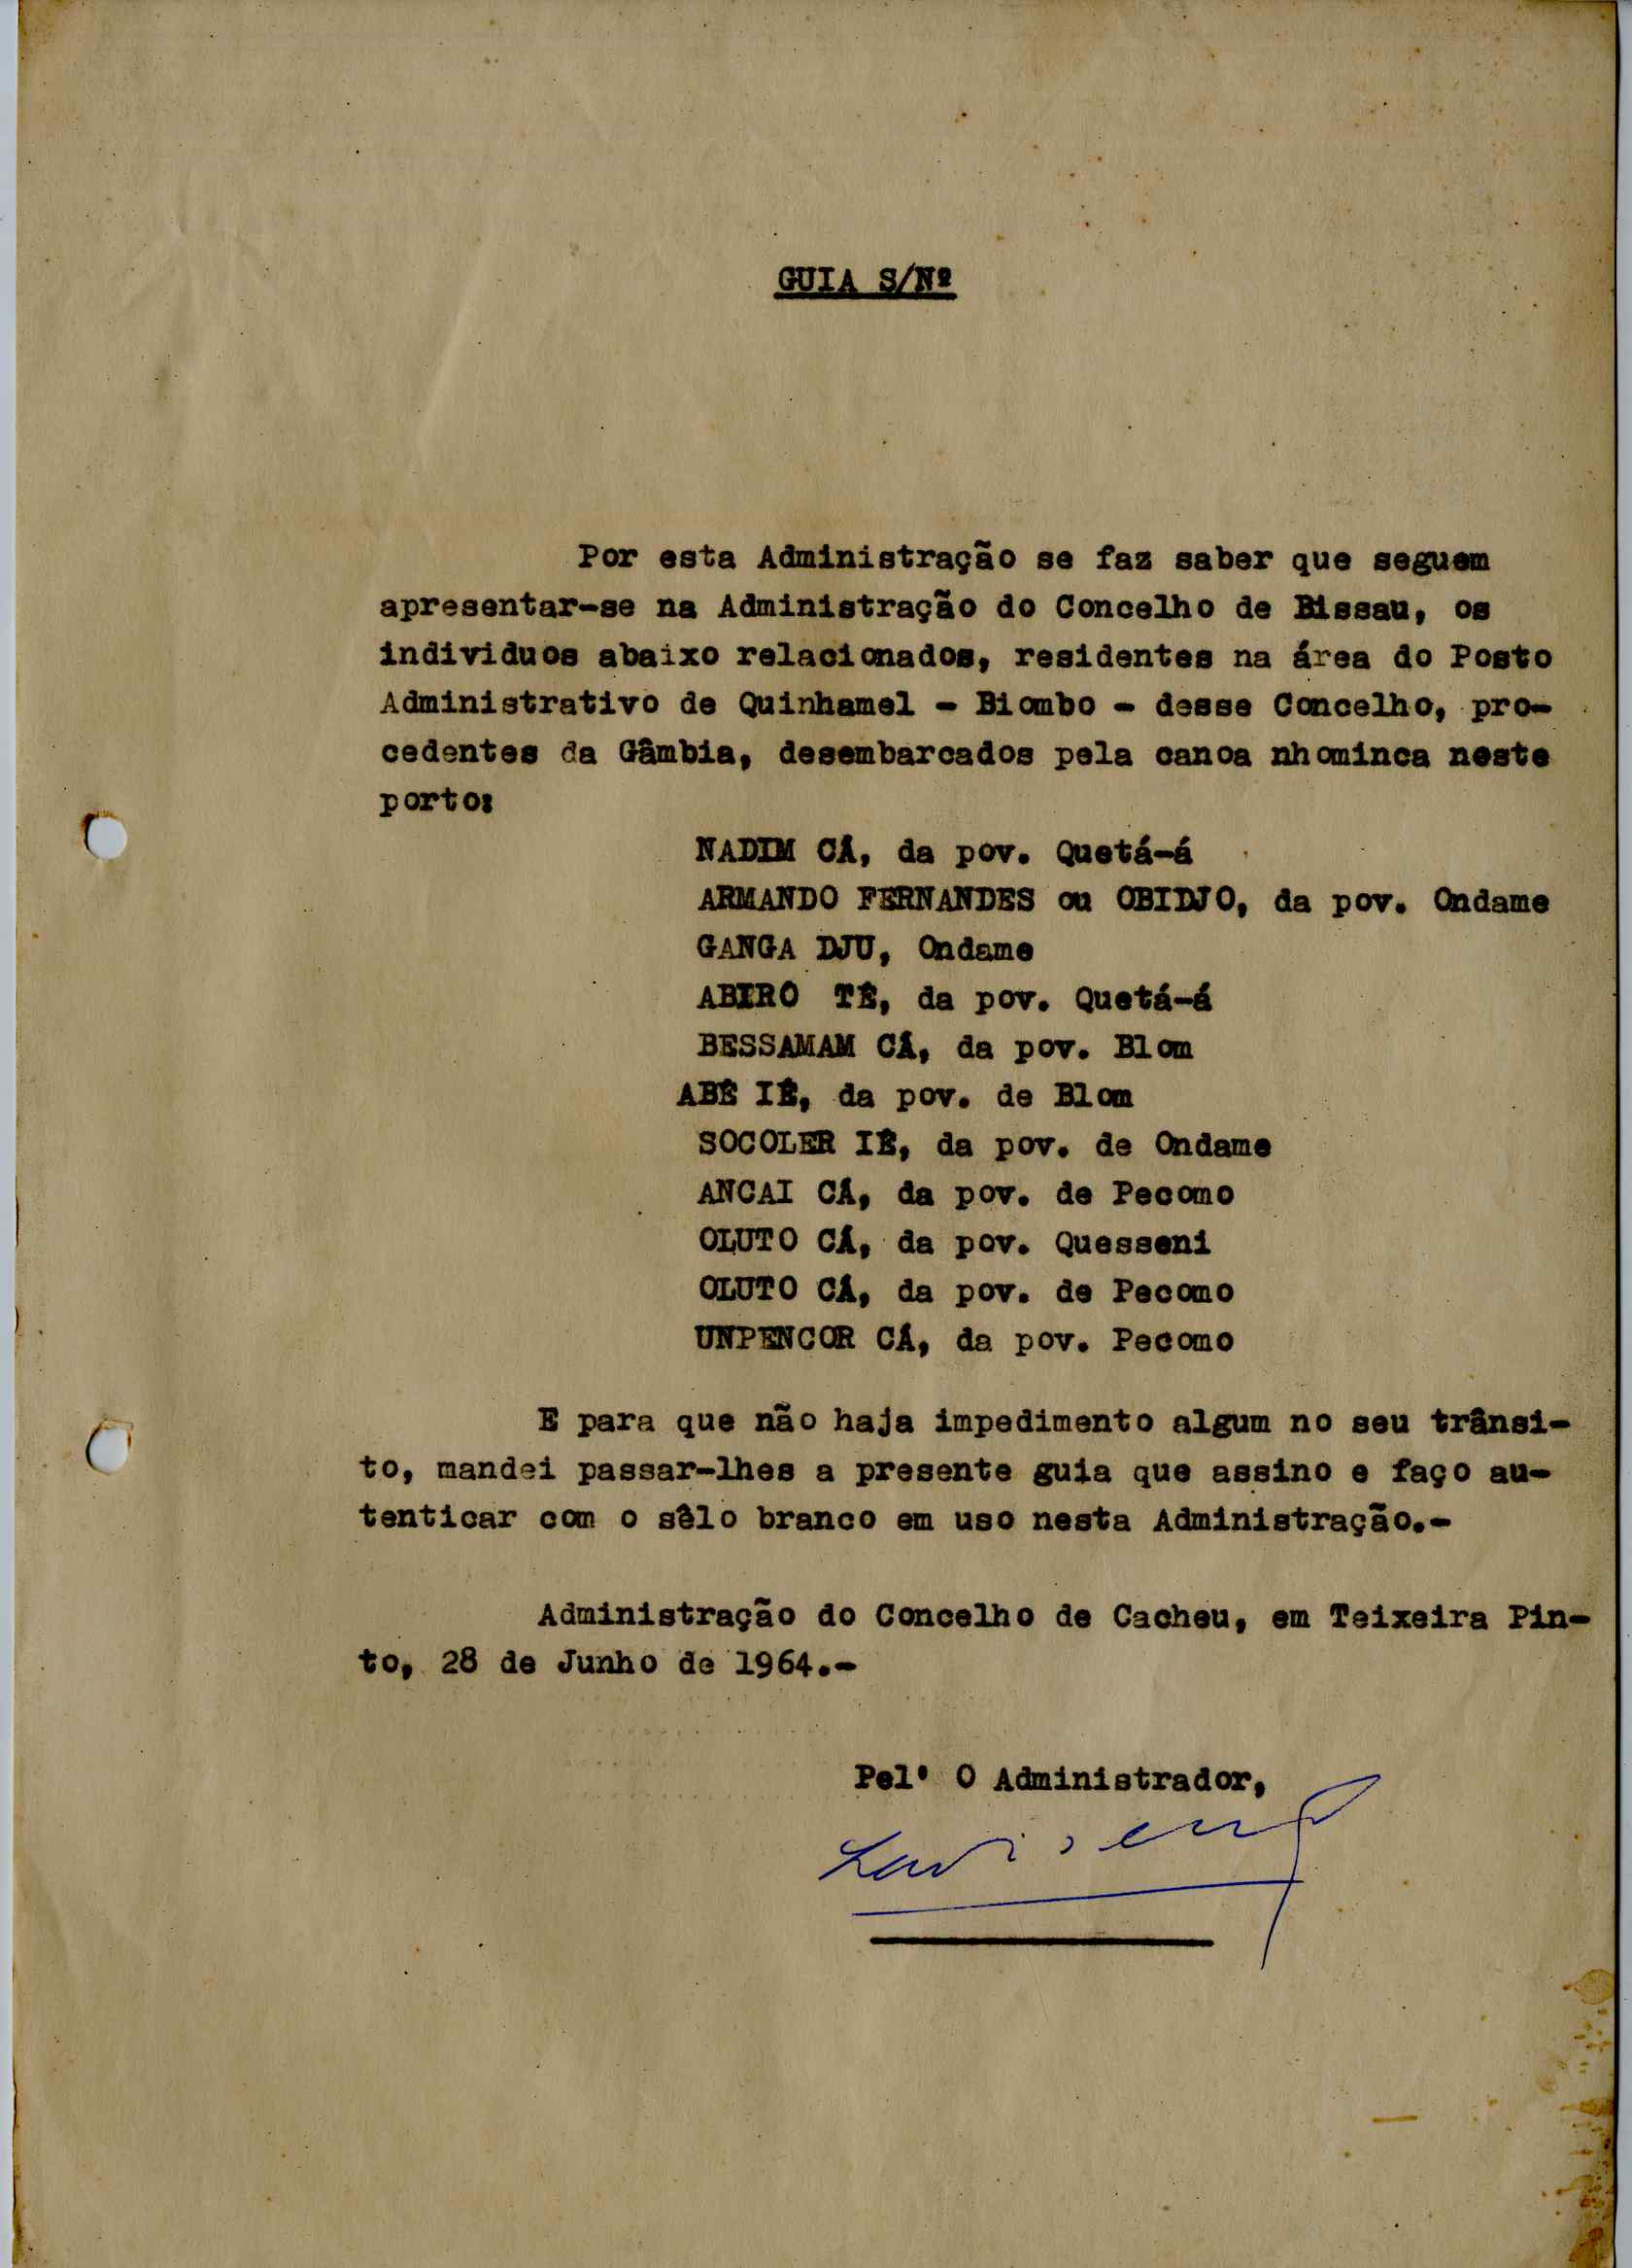 GUIA S/Nº
Por esta Administração se faz saber que seguem
apresentar-se na Administração do Concelho de Bissau, os
individuos abaixo relacionados, residentes na área do Posto
Administrativo de Quinhamel - Biombo - desse Concelho, pro-
cedentes da Gâmbia, desembarcados pela canoa nhominca neste
porto:
NADIM CÁ, da pov. Quetá-á
ARMANDO FERNANDES ou OBIDJO, da pov. Ondame
GANGA DJU, Ondame
ABIRO TÊ, da pov. Quetá-á
BESSAMAM CÁ, da pov. Blom
ABÊ IÊ, da pov. de Blom
SOCOLER IÊ, da pov. de Ondame
ANCAI CÁ, da pov. de Pecomo
OLUTO CÁ, da pov. Quesseni
OLUTO CÁ, da pov. de Pecomo
UNPENCOR CÁ, da pov. Pecomo
E para que não haja impedimento algum no seu trânsi-
to, mandei passar-lhes a presente guia que assino e faço au-
tenticar com o sêlo branco em uso nesta Administração.-
Administração do Concelho de Cacheu, em Teixeira Pin-
to, 28 de Junho de 1964.-
Pel' O Administrador,